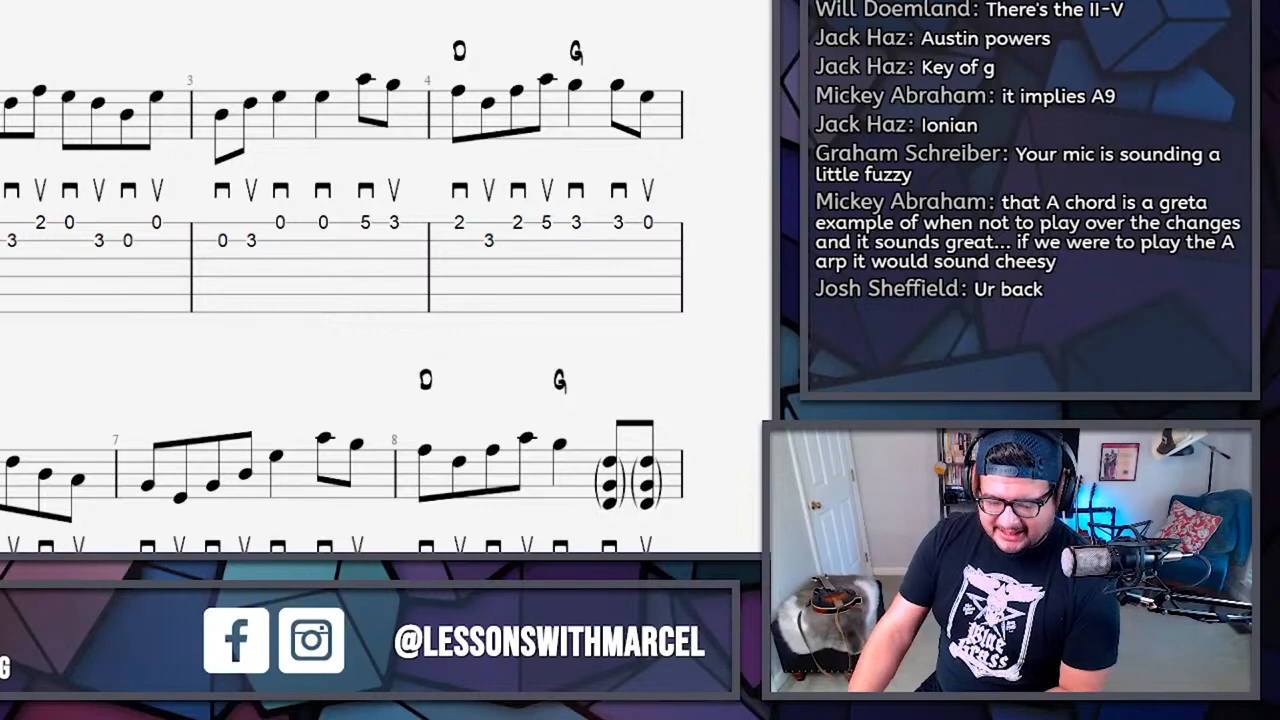 Will Doemland: There's the II-V
Jack Haz: Austin powers
Jack Haz: Key of g
Mickey Abraham: it implies A9
Jack Haz: Ionian
Graham Schreiber: Your mic is sounding a
little fuzzy
Mickey Abraham: that A chord is a greta
example of when not to play over the changes
and it sounds great... if we were to play the A
arp it would sound cheesy
Josh Sheffield: Ur back
D G
3 4
3 2 0 3 0 0 0 3 0 0 5 3 2 3 2 5 3 3 0
D G
7 8
G
@LESSONSWITHMARCEL
Blue
Grass